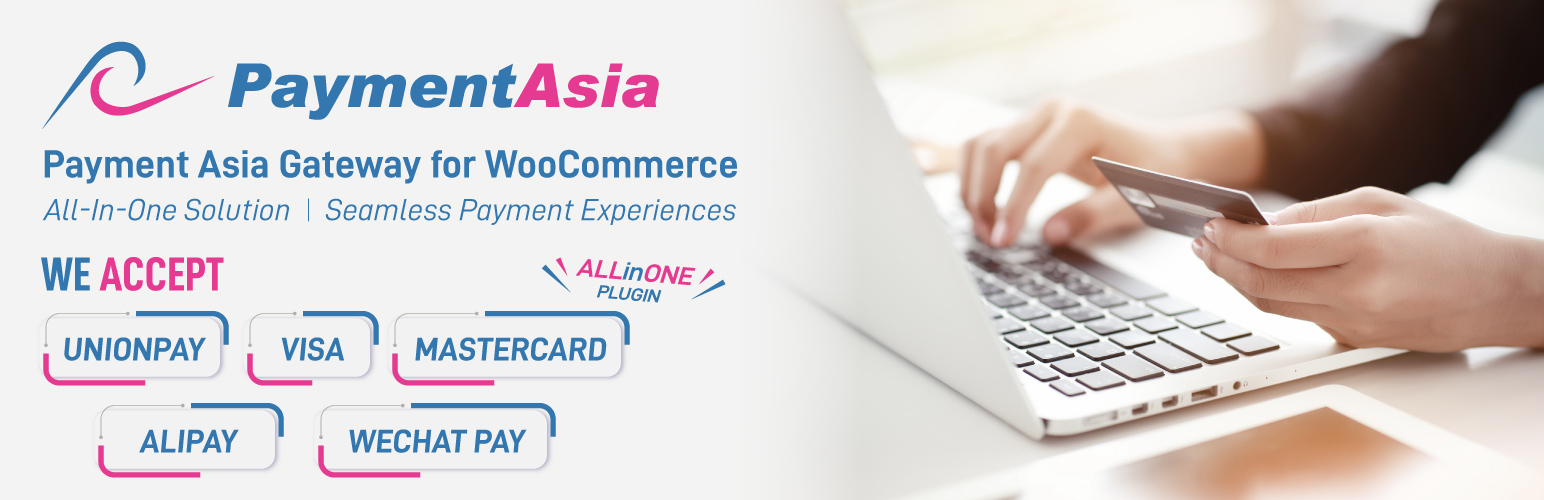 PaymentAsia
Payment Asia Gateway for WooCommerce
All-In-One Solution | Seamless Payment Experiences
WE ACCEPT
ALLinONE
PLUGIN
UNIONPAY
VISA
MASTERCARD
ALIPAY
WECHAT PAY